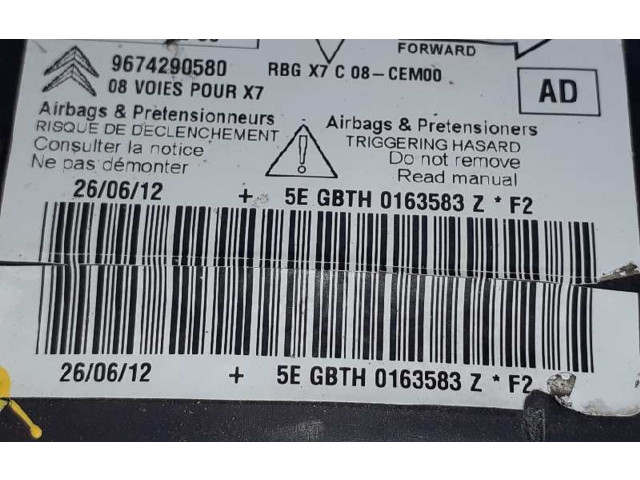 FORWARD
9674290580 RBG X7 C 08-CEM00
08 VOIES POUR X7
AD
Airbags & Pretensionneurs
RISQUE DE DECLENCHEMENT
Consulter la notice
Ne pas démonter
Airbags & Pretensioners
TRIGGERING HASARD
Do not remove
Read manual
26/06/12 + 5E GBTH 0163583 Z * F2
26/06/12 + 5E GBTH 0163583 Z * F2